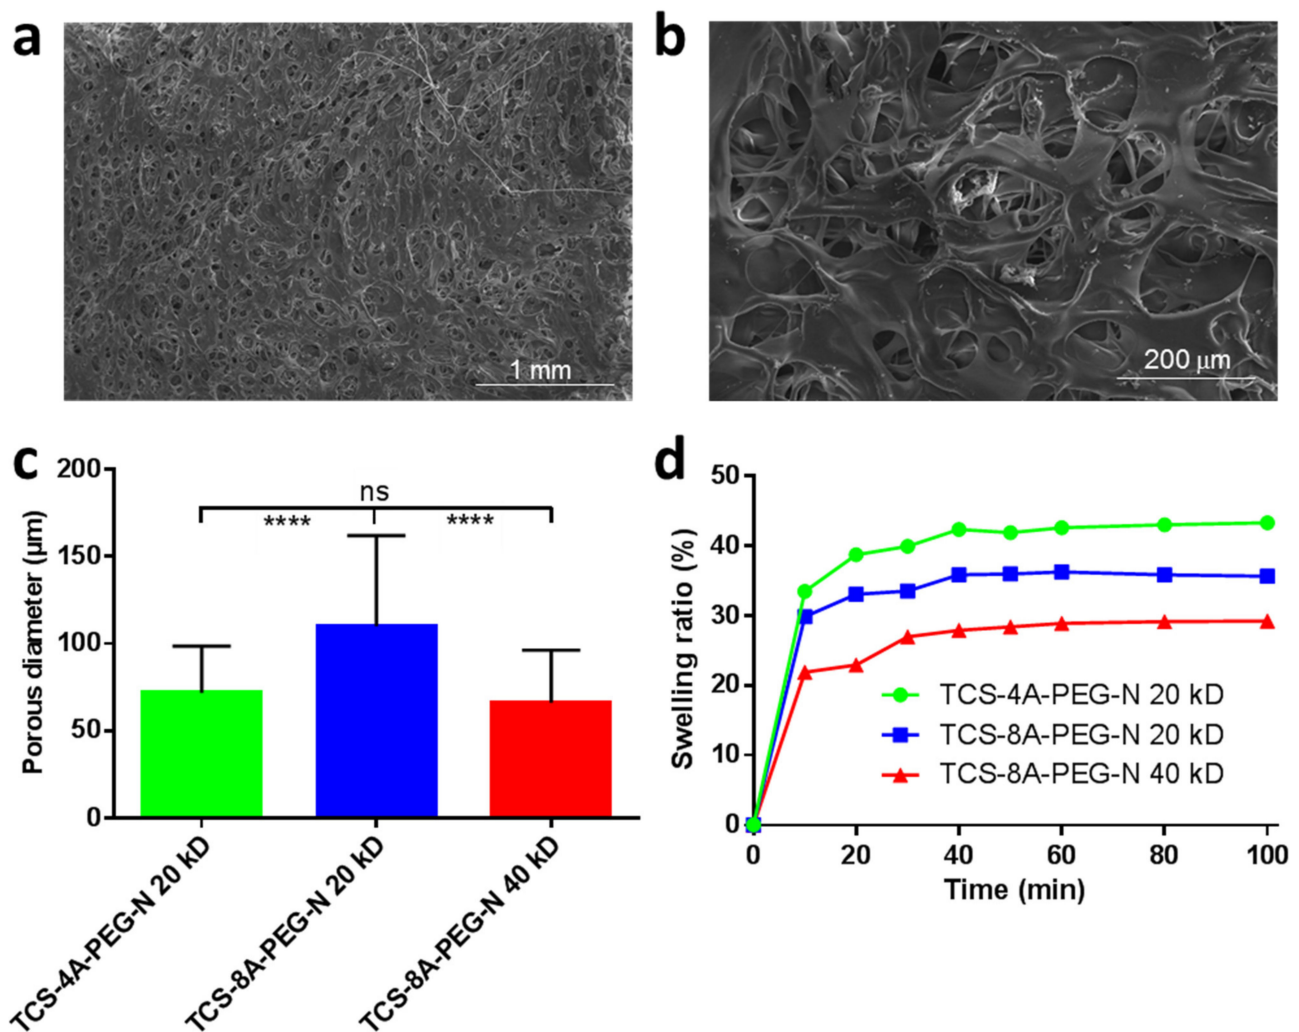 a
b
1 mm
200 μm
c
200
150
100
50
0
Porous diameter (μm)
ns
****
****
TCS-4A-PEG-N 20 kD
TCS-8A-PEG-N 20 kD
TCS-8A-PEG-N 40 kD
d
50
40
30
20
10
0
Swelling ratio (%)
TCS-4A-PEG-N 20 kD
TCS-8A-PEG-N 20 kD
TCS-8A-PEG-N 40 kD
0 20 40 60 80 100
Time (min)